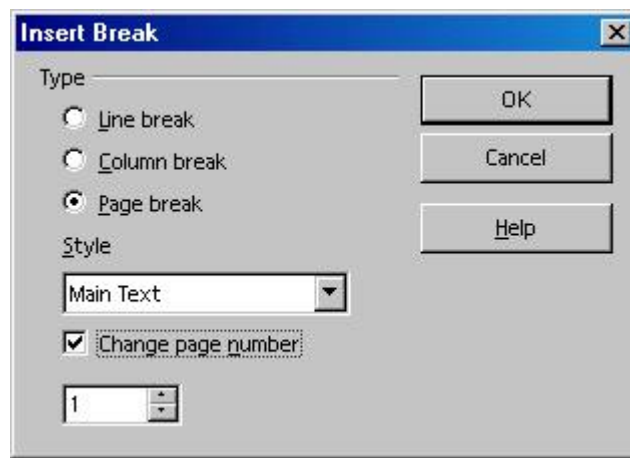 Insert Break
Type
Line break
Column break
Page break
Style
Main Text
Change page number
1
OK
Cancel
Help